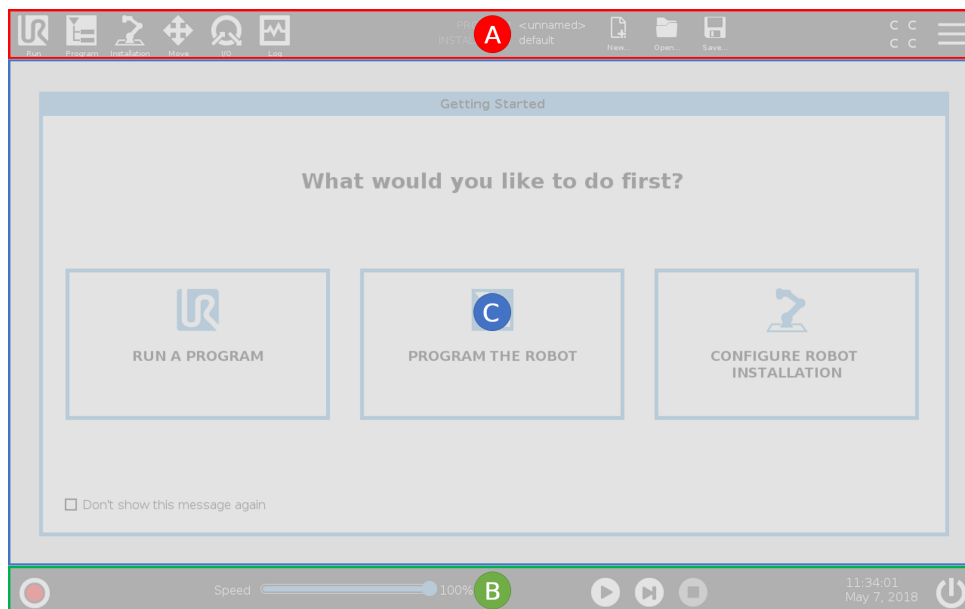 Run Program Installation Move I/O Log
PR <unnamed>
INSTAL default
New... Open... Save...
A
C C
C C
Getting Started
What would you like to do first?
C
RUN A PROGRAM
PROGRAM THE ROBOT
CONFIGURE ROBOT
INSTALLATION
Don't show this message again
Speed 100%
B
11:34:01
May 7, 2018